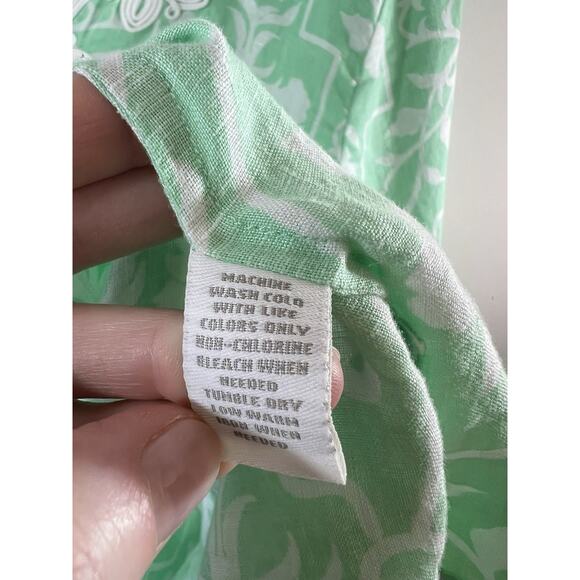 MACHINE
WASH COLD
WITH LIKE
COLORS ONLY
NON-CHLORINE
BLEACH WHEN
NEEDED
TUMBLE DRY
LOW WARM
IRON WHEN
NEEDED